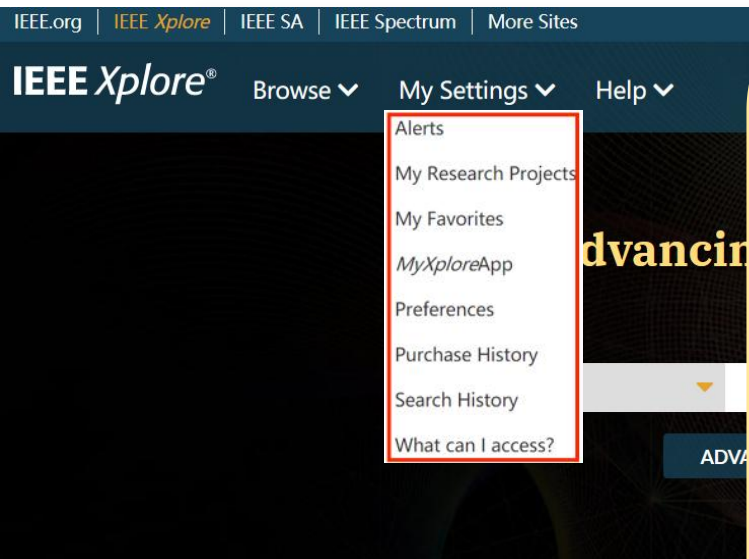 IEEE.org | IEEE Xplore | IEEE SA | IEEE Spectrum | More Sites
IEEE Xplore®
Browse My Settings Help
Alerts
My Research Projects
My Favorites
MyXploreApp
Preferences
Purchase History
Search History
What can I access?